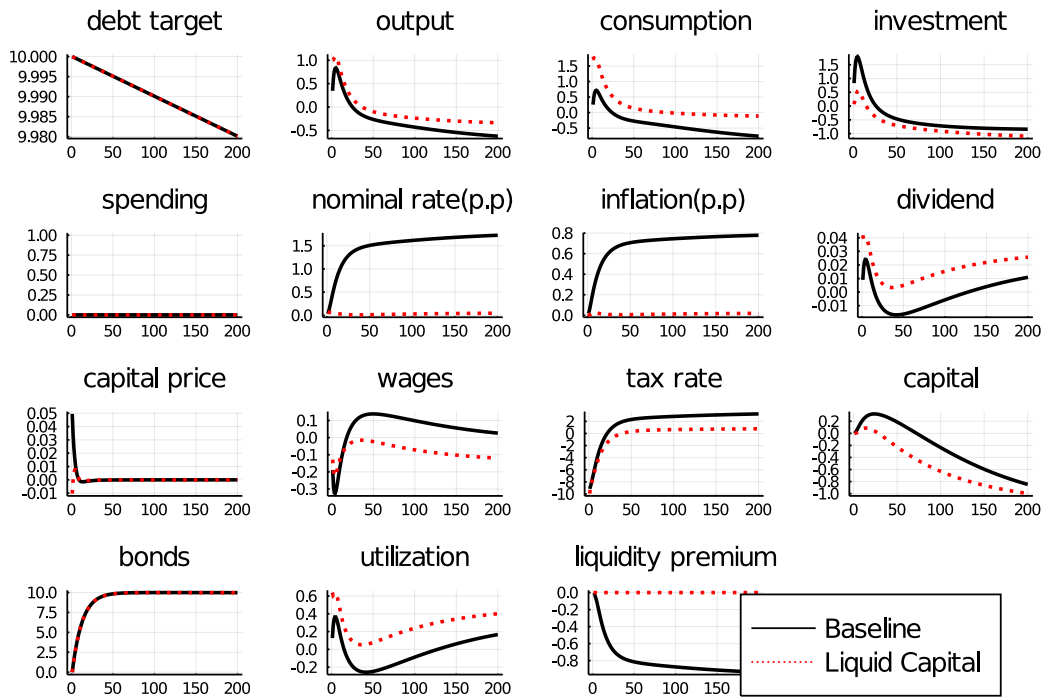 debt target output consumption investment
10.000 9.995 9.990 9.985 9.980 1.0 0.5 0.0 -0.5 1.5 1.0 0.5 0.0 -0.5 1.5 1.0 0.5 0.0 -0.5 -1.0
0 50 100 150 200 0 50 100 150 200 0 50 100 150 200 0 50 100 150 200
spending nominal rate(p.p) inflation(p.p) dividend
1.00 0.75 0.50 0.25 0.00 1.5 1.0 0.5 0.0 0.8 0.6 0.4 0.2 0.0 0.04 0.03 0.02 0.01 0.00 -0.01
0 50 100 150 200 0 50 100 150 200 0 50 100 150 200 0 50 100 150 200
capital price wages tax rate capital
0.05 0.04 0.03 0.02 0.01 0.00 -0.01 0.1 0.0 -0.1 -0.2 -0.3 2 0 -2 -4 -6 -8 -10 0.2 0.0 -0.2 -0.4 -0.6 -0.8 -1.0
0 50 100 150 200 0 50 100 150 200 0 50 100 150 200 0 50 100 150 200
bonds utilization liquidity premium
10.0 7.5 5.0 2.5 0.0 0.6 0.4 0.2 0.0 -0.2 0.0 -0.2 -0.4 -0.6 -0.8
0 50 100 150 200 0 50 100 150 200 0 50 100 150 200
Baseline
Liquid Capital